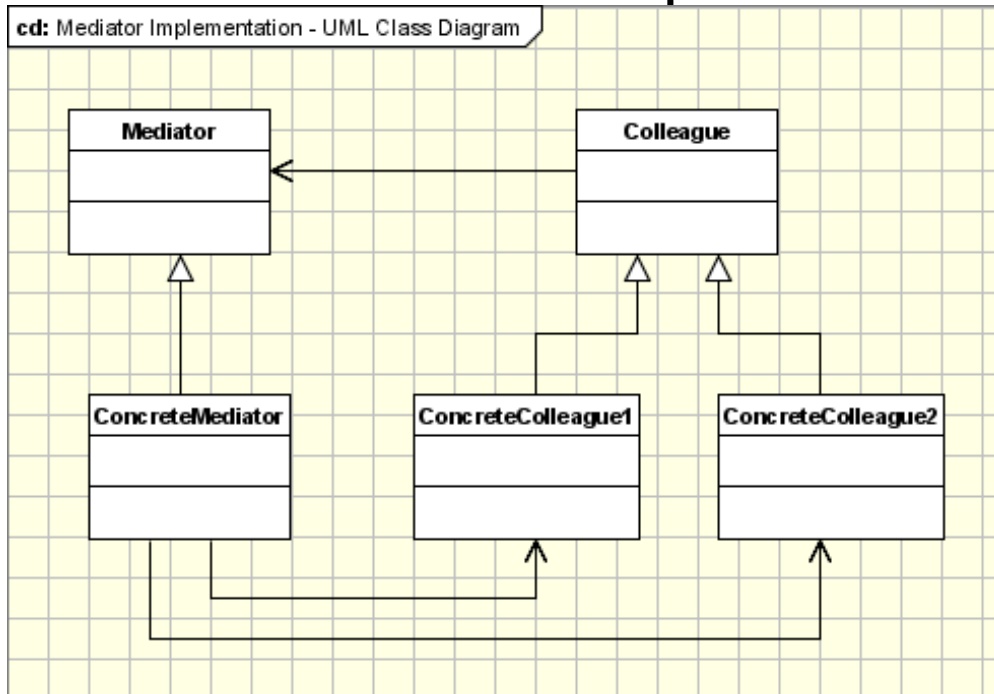 cd: Mediator Implementation - UML Class Diagram
Mediator
Colleague
ConcreteMediator
ConcreteColleague1
ConcreteColleague2